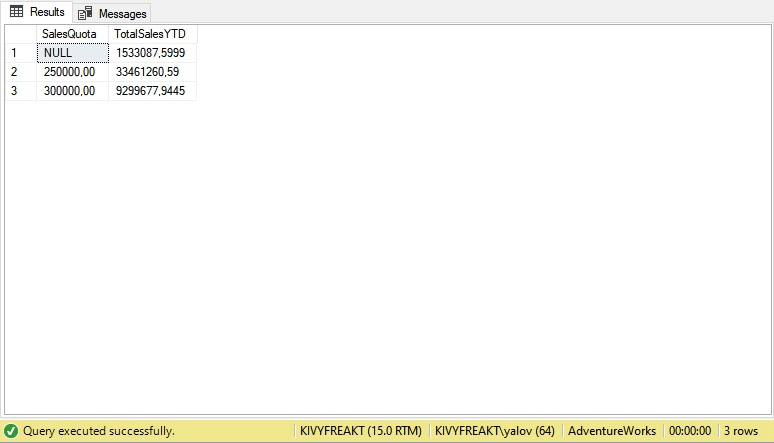 Results Messages
SalesQuota TotalSalesYTD
1 NULL 1533087,5999
2 250000,00 33461260,59
3 300000,00 9299677,9445
Query executed successfully. KIVYFREAKT (15.0 RTM) KIVYFREAKT\yalov (64) AdventureWorks 00:00:00 3 rows